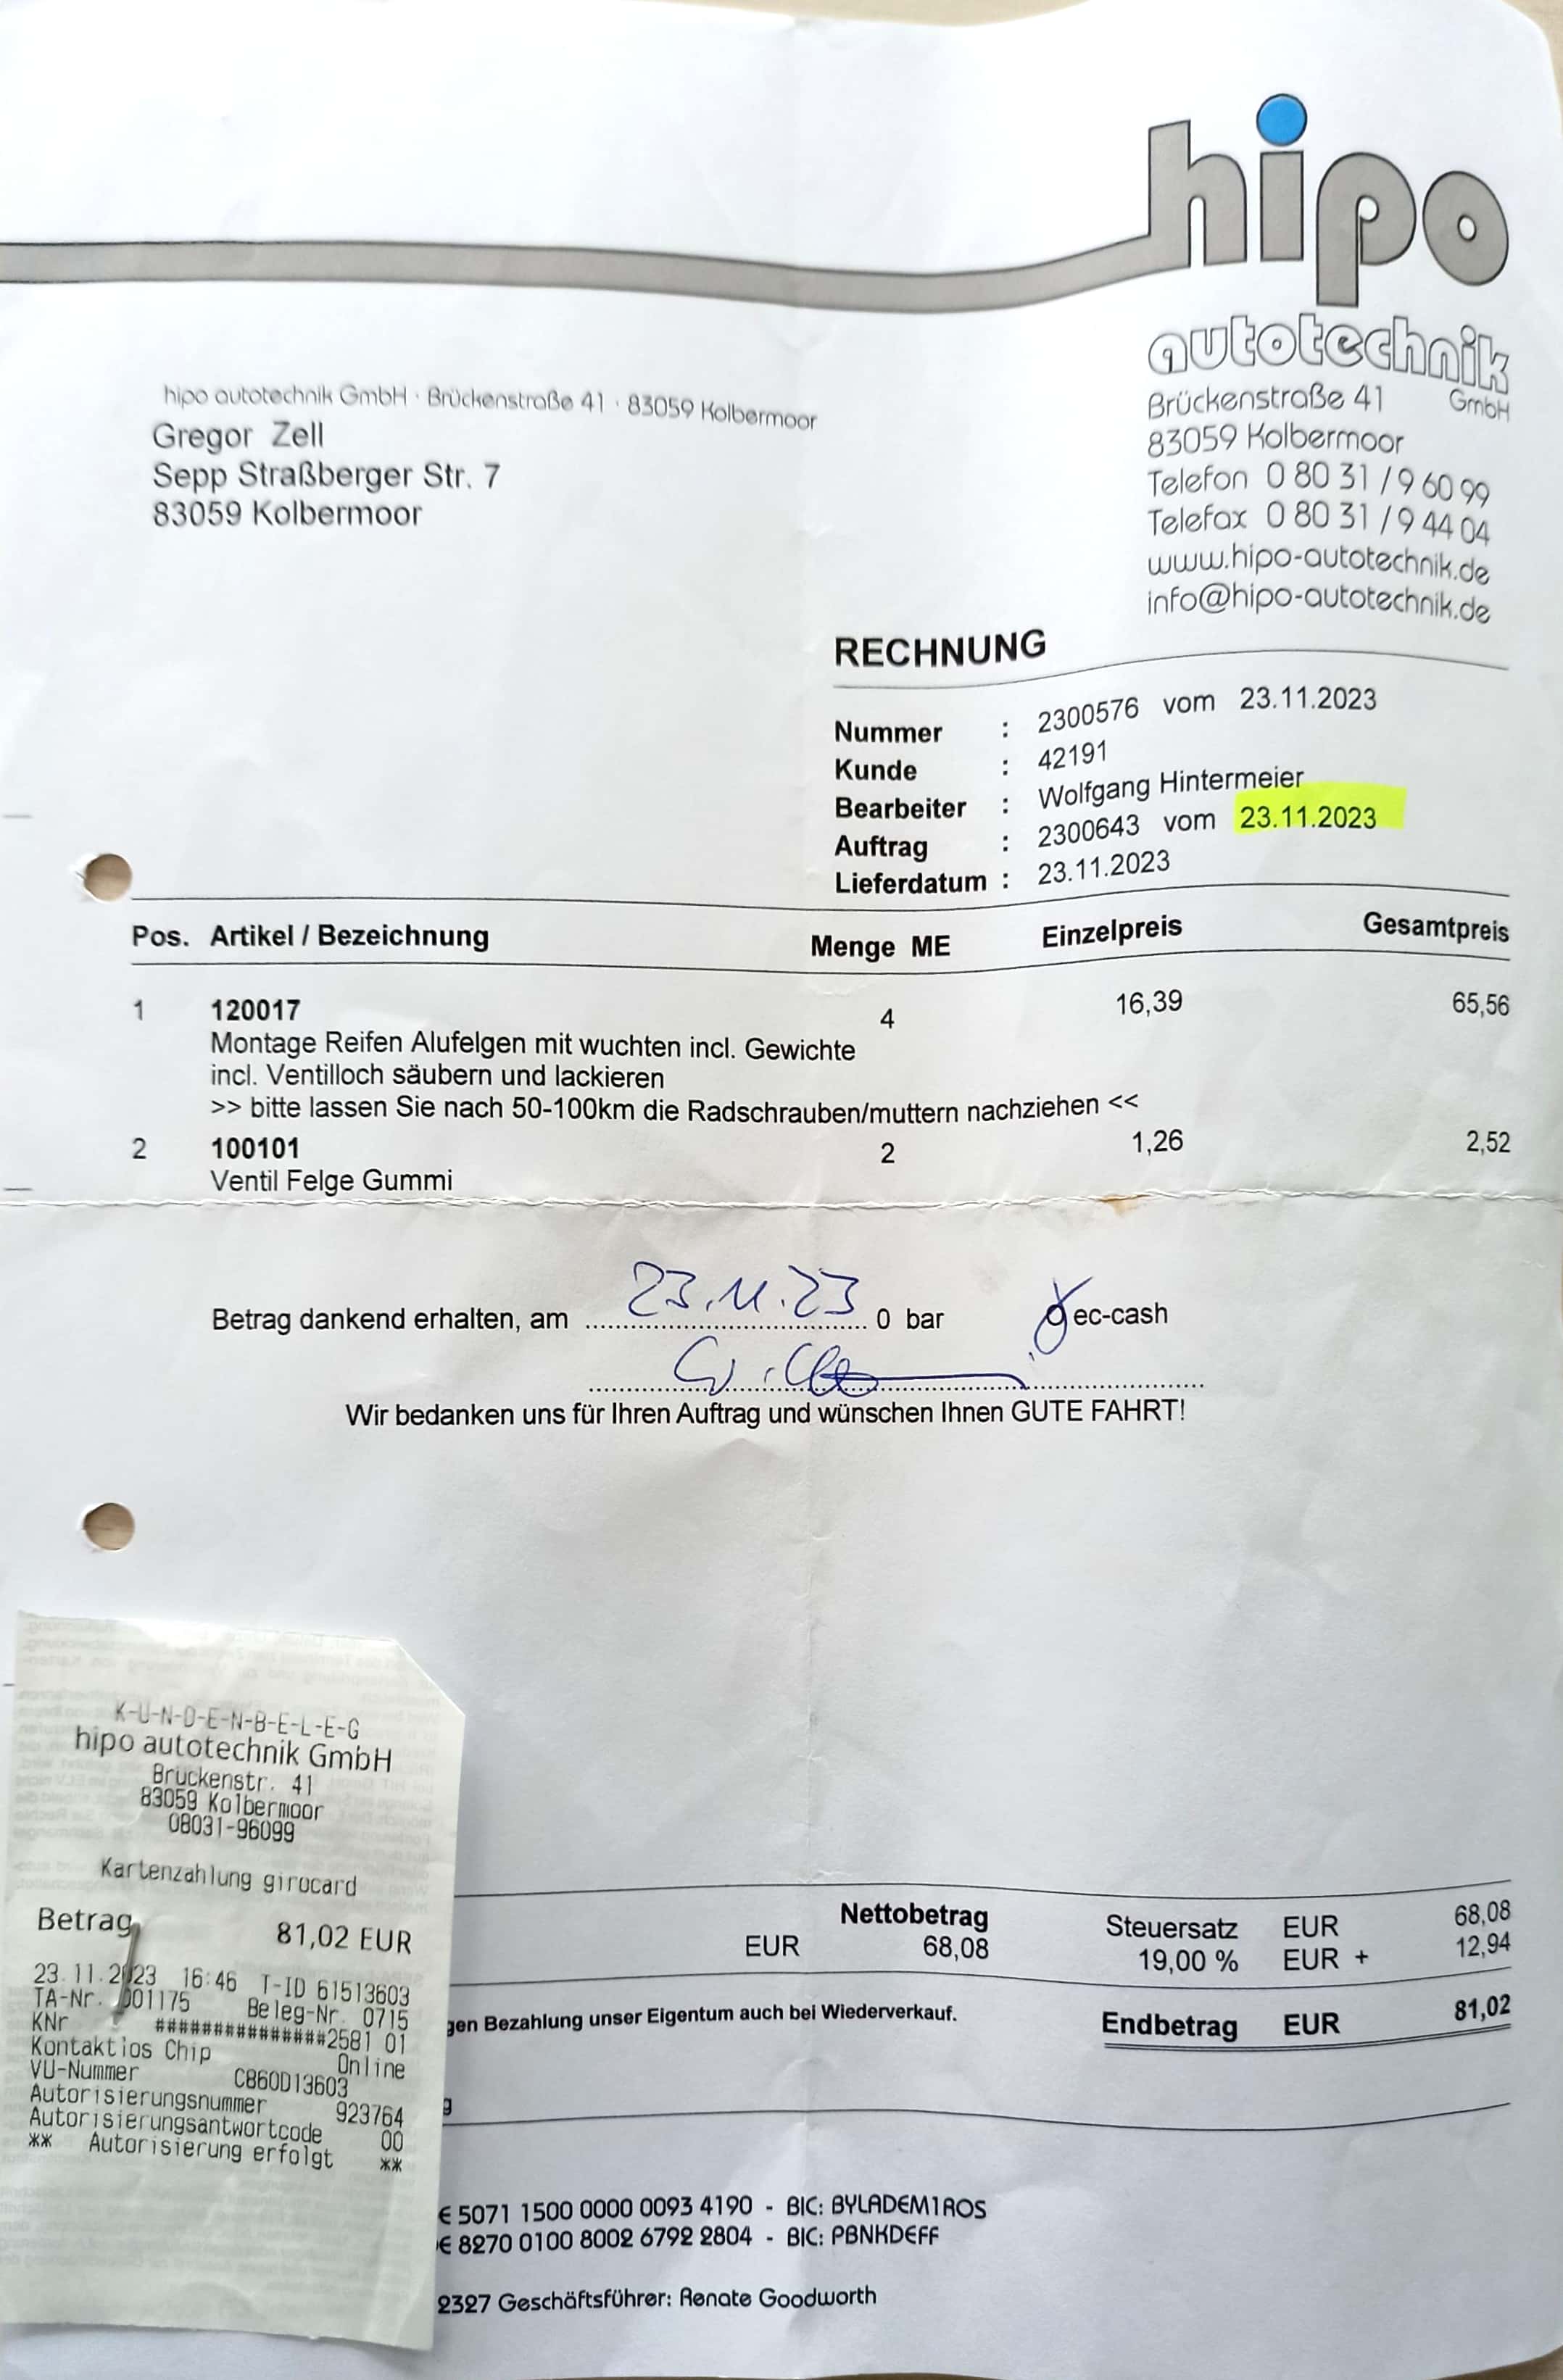 hipo
autotechnik
GmbH
Brückenstraße 41
83059 Kolbermoor
Telefon 0 80 31 / 9 60 99
Telefax 0 80 31 / 9 44 04
www.hipo-autotechnik.de
info@hipo-autotechnik.de
hipo autotechnik GmbH · Brückenstraße 41 · 83059 Kolbermoor
Gregor Zell
Sepp Straßberger Str. 7
83059 Kolbermoor
RECHNUNG
Nummer : 2300576 vom 23.11.2023
Kunde : 42191
Bearbeiter : Wolfgang Hintermeier
Auftrag : 2300643 vom 23.11.2023
Lieferdatum : 23.11.2023
Pos. Artikel / Bezeichnung Menge ME Einzelpreis Gesamtpreis
1 120017 4 16,39 65,56
Montage Reifen Alufelgen mit wuchten incl. Gewichte
incl. Ventilloch säubern und lackieren
>> bitte lassen Sie nach 50-100km die Radschrauben/muttern nachziehen <<
2 100101 2 1,26 2,52
Ventil Felge Gummi
Betrag dankend erhalten, am 23.11.23 0 bar 0 ec-cash
Wir bedanken uns für Ihren Auftrag und wünschen Ihnen GUTE FAHRT!
K-U-N-D-E-N-B-E-L-E-G
hipo autotechnik GmbH
Bruckenstr. 41
83059 Kolbermoor
08031-96099
Kartenzahlung girocard
Betrag 81,02 EUR
23.11.2023 16:46 T-ID 61513603
TA-Nr. 001175 Beleg-Nr. 0715
KNr ###############2581 01
Kontaktlos Chip Online
VU-Nummer C860D13603
Autorisierungsnummer 923764
Autorisierungsantwortcode 00
** Autorisierung erfolgt **
Nettobetrag Steuersatz EUR 68,08
EUR 68,08 19,00 % EUR + 12,94
gen Bezahlung unser Eigentum auch bei Wiederverkauf.
Endbetrag EUR 81,02
g
E 5071 1500 0000 0093 4190 - BIC: BYLADEM1ROS
E 8270 0100 8002 6792 2804 - BIC: PBNKDEFF
2327 Geschäftsführer: Renate Goodworth